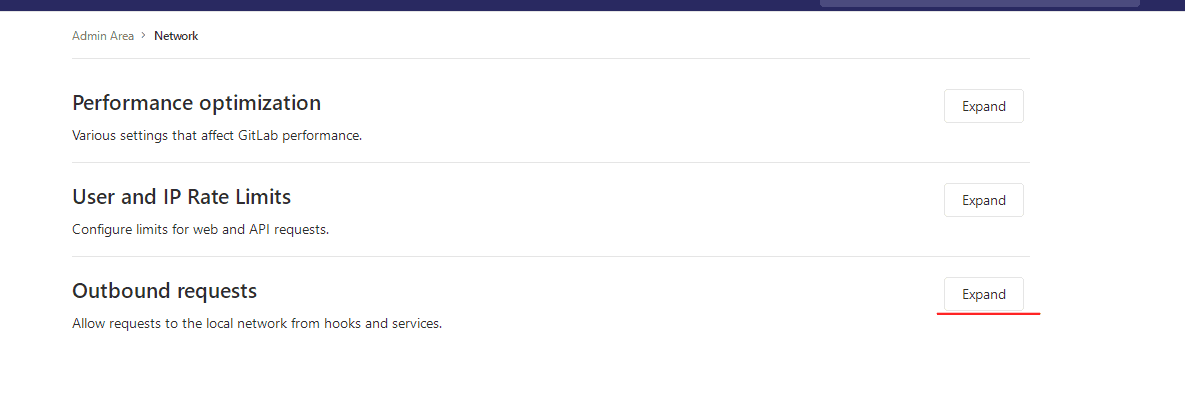 Admin Area > Network
Performance optimization
Expand
Various settings that affect GitLab performance.
User and IP Rate Limits
Expand
Configure limits for web and API requests.
Outbound requests
Expand
Allow requests to the local network from hooks and services.